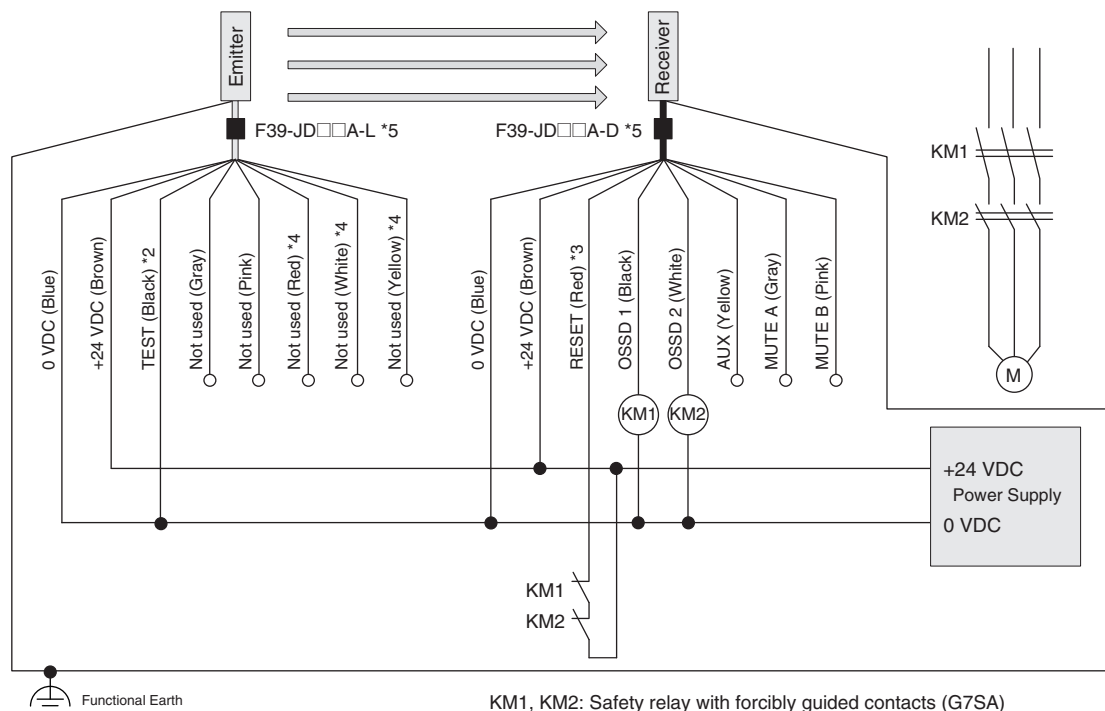 Emitter
Receiver
F39-JD□□A-L *5
F39-JD□□A-D *5
KM1
KM2
M
0 VDC (Blue)
+24 VDC (Brown)
TEST (Black) *2
Not used (Gray)
Not used (Pink)
Not used (Red) *4
Not used (White) *4
Not used (Yellow) *4
0 VDC (Blue)
+24 VDC (Brown)
RESET (Red) *3
OSSD 1 (Black)
OSSD 2 (White)
AUX (Yellow)
MUTE A (Gray)
MUTE B (Pink)
KM1
KM2
+24 VDC
Power Supply
0 VDC
KM1
KM2
Functional Earth
KM1, KM2: Safety relay with forcibly guided contacts (G7SA)